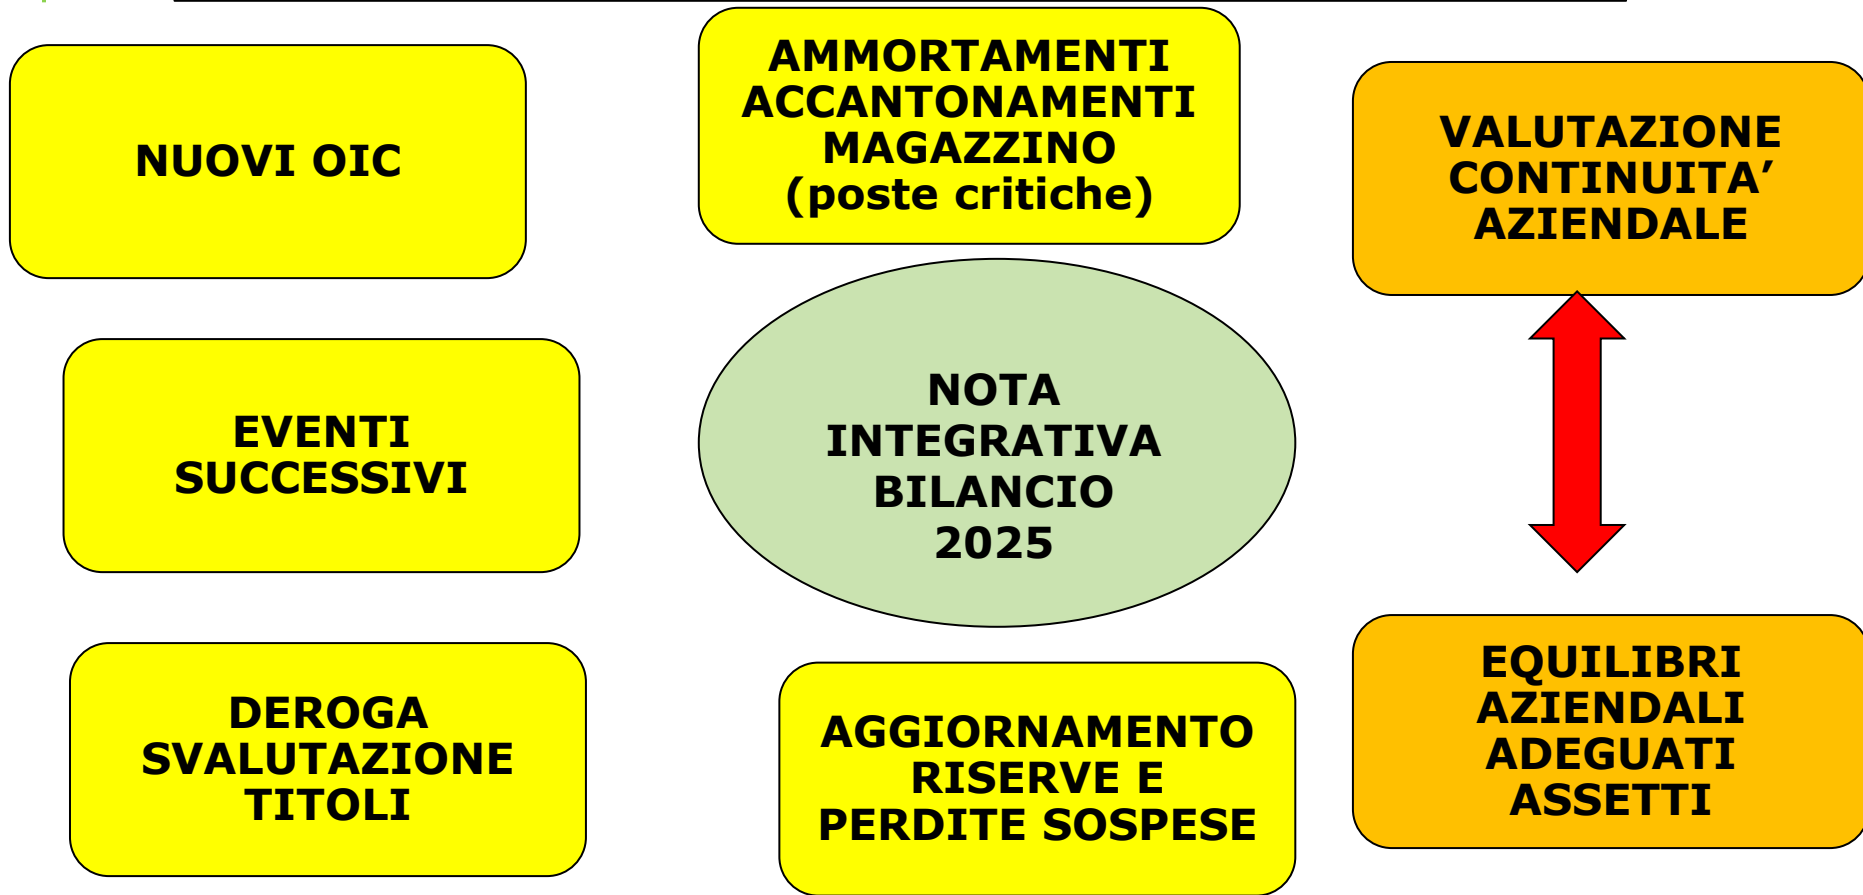 NUOVI OIC
AMMORTAMENTI
ACCANTONAMENTI
MAGAZZINO
(poste critiche)
VALUTAZIONE
CONTINUITA’
AZIENDALE
EVENTI
SUCCESSIVI
NOTA
INTEGRATIVA
BILANCIO
2025
DEROGA
SVALUTAZIONE
TITOLI
AGGIORNAMENTO
RISERVE E
PERDITE SOSPESE
EQUILIBRI
AZIENDALI
ADEGUATI
ASSETTI